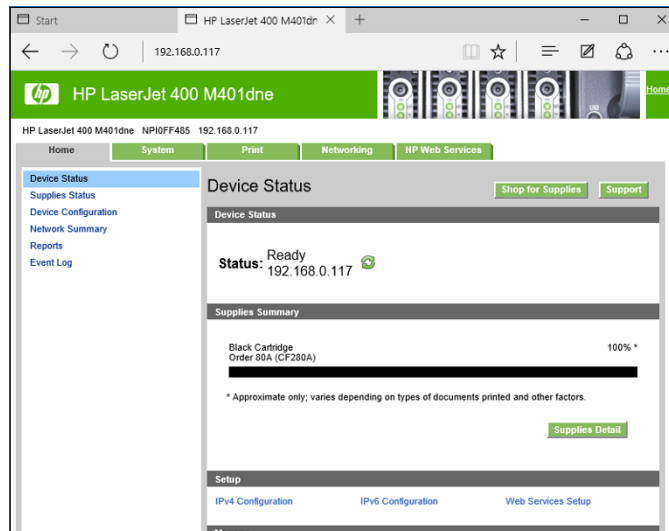 Start
HP LaserJet 400 M401dn
192.168.0.117
hp HP LaserJet 400 M401dne
Home
HP LaserJet 400 M401dne NPI0FF485 192.168.0.117
Home System Print Networking HP Web Services
Device Status
Supplies Status
Device Configuration
Network Summary
Reports
Event Log
Device Status
Shop for Supplies Support
Device Status
Status: Ready
192.168.0.117
Supplies Summary
Black Cartridge 100% *
Order 80A (CF280A)
* Approximate only; varies depending on types of documents printed and other factors.
Supplies Detail
Setup
IPv4 Configuration IPv6 Configuration Web Services Setup